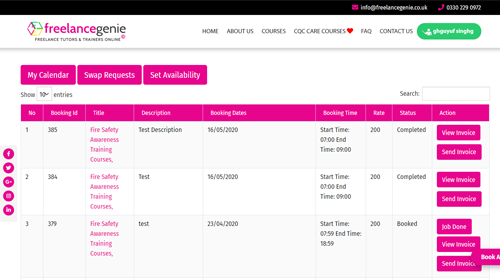 info@freelancegenie.co.uk 0330 229 0972
freelancegenie
FREELANCE TUTORS & TRAINERS ONLINE
HOME ABOUT US COURSES CQC CARE COURSES FAQ CONTACT US ghguyuf singhg
My Calendar Swap Requests Set Availability
Show 10 entries Search:
No Booking Id Title Description Booking Dates Booking Time Rate Status Action
1 385 Fire Safety Test Description 16/05/2020 Start Time: 200 Completed View Invoice
Awareness 07:00 End
Training Time: 09:00 Send Invoice
Courses,
2 384 Fire Safety Test 16/05/2020 Start Time: 200 Completed View Invoice
Awareness 07:00 End
Training Time: 09:00 Send Invoice
Courses,
3 379 Fire Safety test 23/04/2020 Start Time: 200 Booked Job Done
Awareness 07:59 End Time:
Training 18:59 View Invoice
Courses,
Send Invoice Book